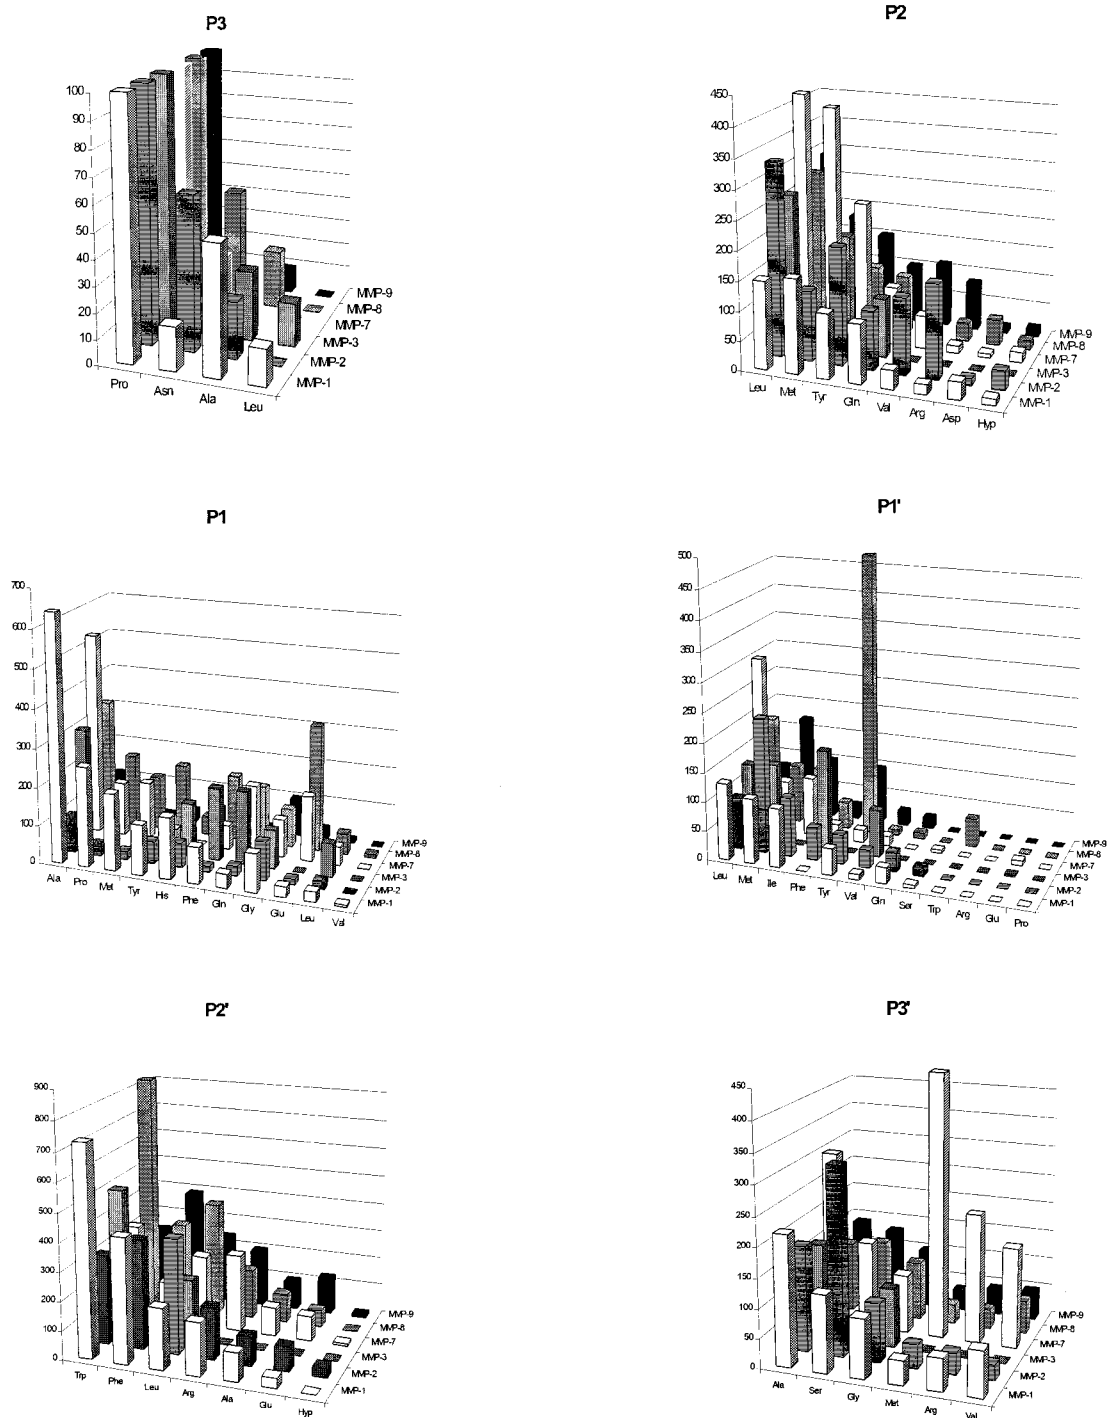 P3
100
90
80
70
60
50
40
30
20
10
0
Pro
Asn
Ala
Leu
MMP-9
MMP-8
MMP-7
MMP-3
MMP-2
MMP-1
P2
450
400
350
300
250
200
150
100
50
0
Leu
Met
Tyr
Gln
Val
Arg
Asp
Hyp
MMP-9
MMP-8
MMP-7
MMP-3
MMP-2
MMP-1
P1
700
600
500
400
300
200
100
0
Ala
Pro
Met
Tyr
His
Phe
Gln
Gly
Glu
Leu
Val
MMP-9
MMP-8
MMP-7
MMP-3
MMP-2
MMP-1
P1'
500
450
400
350
300
250
200
150
100
50
0
Leu
Met
Ile
Phe
Tyr
Val
Gln
Ser
Trp
Arg
Glu
Pro
MMP-9
MMP-8
MMP-7
MMP-3
MMP-2
MMP-1
P2'
900
800
700
600
500
400
300
200
100
0
Trp
Phe
Leu
Arg
Ala
Glu
Hyp
MMP-9
MMP-8
MMP-7
MMP-3
MMP-2
MMP-1
P3'
450
400
350
300
250
200
150
100
50
0
Ala
Ser
Gly
Met
Arg
Val
MMP-9
MMP-8
MMP-7
MMP-3
MMP-2
MMP-1